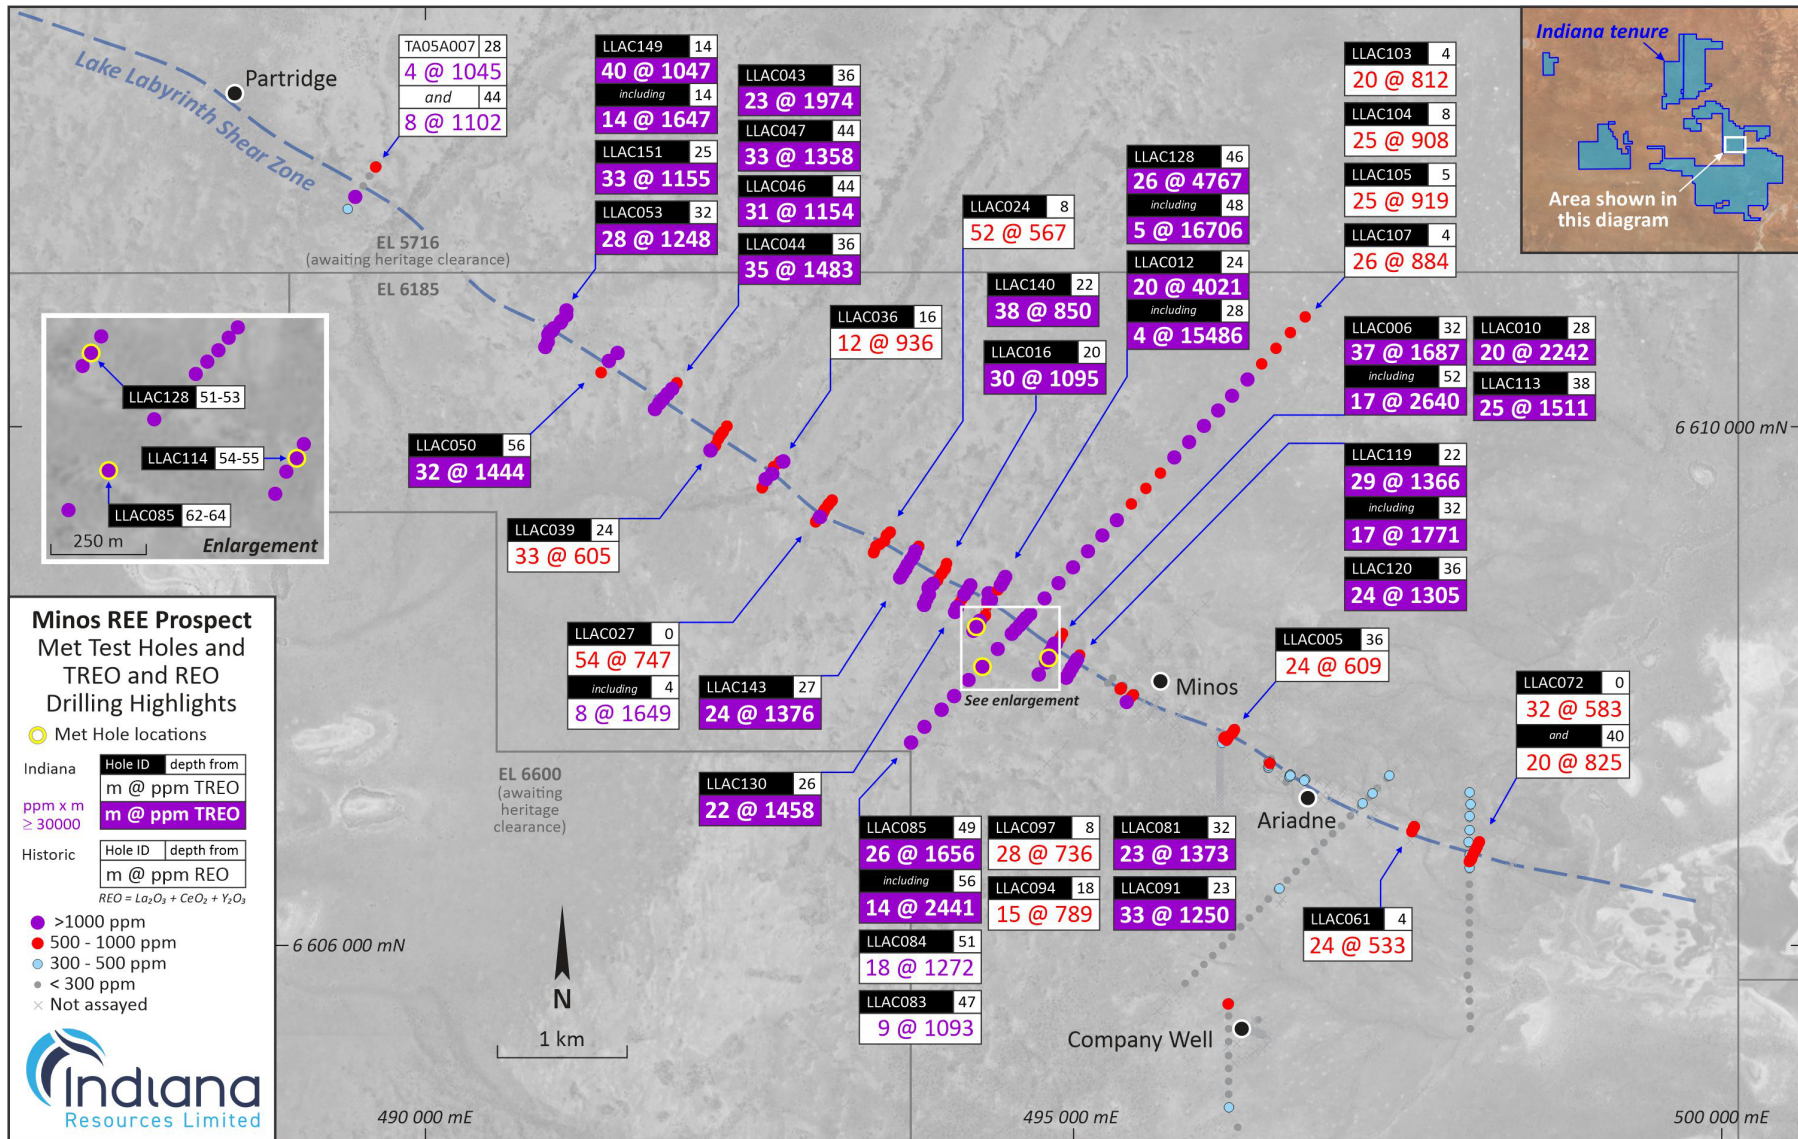 Lake Labyrinth Shear Zone
Partridge
TA05A007 28
4 @ 1045
and 44
8 @ 1102
LLAC149 14
40 @ 1047
including 14
14 @ 1647
LLAC151 25
33 @ 1155
LLAC053 32
28 @ 1248
LLAC043 36
23 @ 1974
LLAC047 44
33 @ 1358
LLAC046 44
31 @ 1154
LLAC044 36
35 @ 1483
LLAC036 16
12 @ 936
LLAC024 8
52 @ 567
LLAC140 22
38 @ 850
LLAC016 20
30 @ 1095
LLAC128 46
26 @ 4767
including 48
5 @ 16706
LLAC012 24
20 @ 4021
including 28
4 @ 15486
LLAC103 4
20 @ 812
LLAC104 8
25 @ 908
LLAC105 5
25 @ 919
LLAC107 4
26 @ 884
Indiana tenure
Area shown in
this diagram
EL 5716
(awaiting heritage clearance)
EL 6185
LLAC006 32
37 @ 1687
including 52
17 @ 2640
LLAC010 28
20 @ 2242
LLAC113 38
25 @ 1511
LLAC119 22
29 @ 1366
including 32
17 @ 1771
LLAC120 36
24 @ 1305
6 610 000 mN
LLAC128 51-53
LLAC114 54-55
LLAC085 62-64
250 m
Enlargement
LLAC050 56
32 @ 1444
LLAC039 24
33 @ 605
LLAC027 0
54 @ 747
including 4
8 @ 1649
LLAC143 27
24 @ 1376
LLAC130 26
22 @ 1458
See enlargement
Minos
LLAC005 36
24 @ 609
LLAC072 0
32 @ 583
and 40
20 @ 825
Ariadne
EL 6600
(awaiting
heritage
clearance)
LLAC085 49
26 @ 1656
including 56
14 @ 2441
LLAC084 51
18 @ 1272
LLAC083 47
9 @ 1093
LLAC097 8
28 @ 736
LLAC094 18
15 @ 789
LLAC081 32
23 @ 1373
LLAC091 23
33 @ 1250
LLAC061 4
24 @ 533
Company Well
6 606 000 mN
N
1 km
490 000 mE
495 000 mE
500 000 mE
Minos REE Prospect
Met Test Holes and
TREO and REO
Drilling Highlights
Met Hole locations
Indiana
Hole ID depth from
m @ ppm TREO
ppm x m
≥ 30000
m @ ppm TREO
Historic
Hole ID depth from
m @ ppm REO
REO = La₂O₃ + CeO₂ + Y₂O₃
>1000 ppm
500 - 1000 ppm
300 - 500 ppm
< 300 ppm
Not assayed
Indiana
Resources Limited